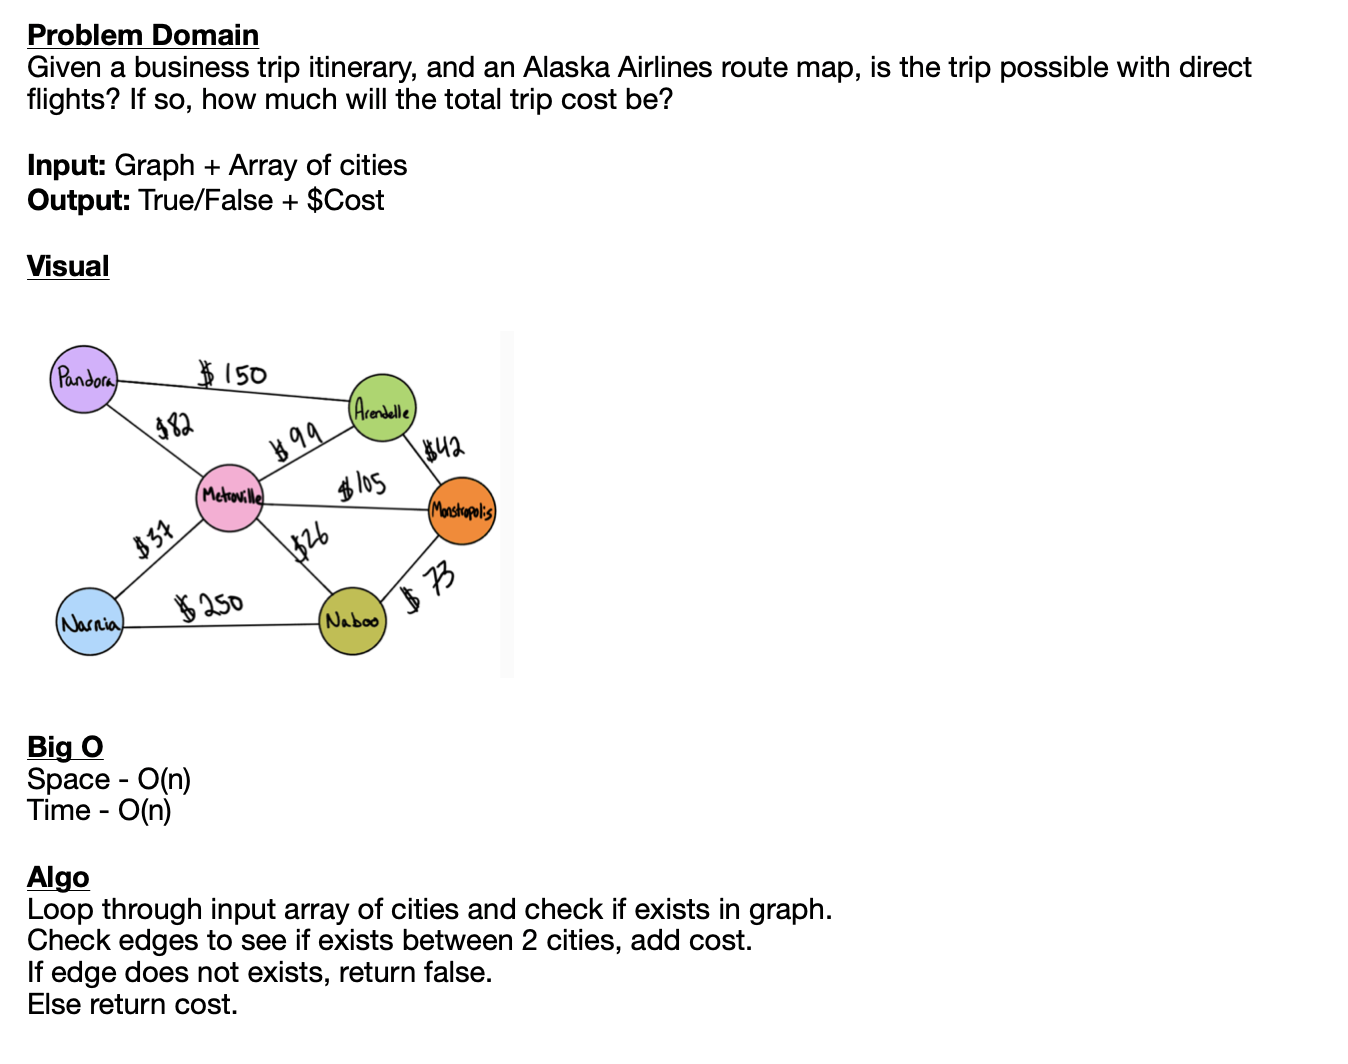 Problem Domain
Given a business trip itinerary, and an Alaska Airlines route map, is the trip possible with direct
flights? If so, how much will the total trip cost be?
Input: Graph + Array of cities
Output: True/False + $Cost
Visual
Pandora
$150
Arendelle
$82
$99
$42
Metroville
$105
Monstropolis
$37
$26
$73
$250
Narnia
Naboo
Big O
Space - O(n)
Time - O(n)
Algo
Loop through input array of cities and check if exists in graph.
Check edges to see if exists between 2 cities, add cost.
If edge does not exists, return false.
Else return cost.